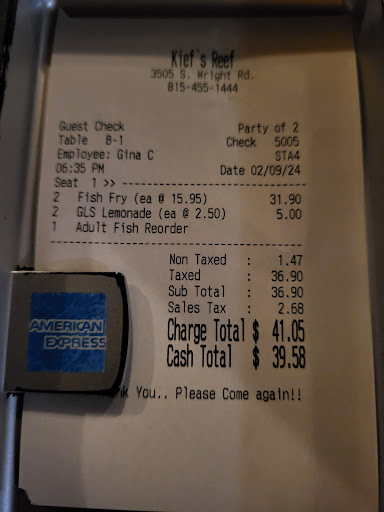 Kief's Reef
3505 S. Wright Rd.
815-455-1444
Guest Check Party of 2
Table B-1 Check 5005
Employee: Gina C STA4
06:35 PM Date 02/09/24
Seat 1 >>
2 Fish Fry (ea @ 15.95) 31.90
2 GLS Lemonade (ea @ 2.50) 5.00
1 Adult Fish Reorder
Non Taxed : 1.47
Taxed : 36.90
Sub Total : 36.90
Sales Tax : 2.68
Charge Total $ 41.05
Cash Total $ 39.58
AMERICAN
EXPRESS
You.. Please Come again!!